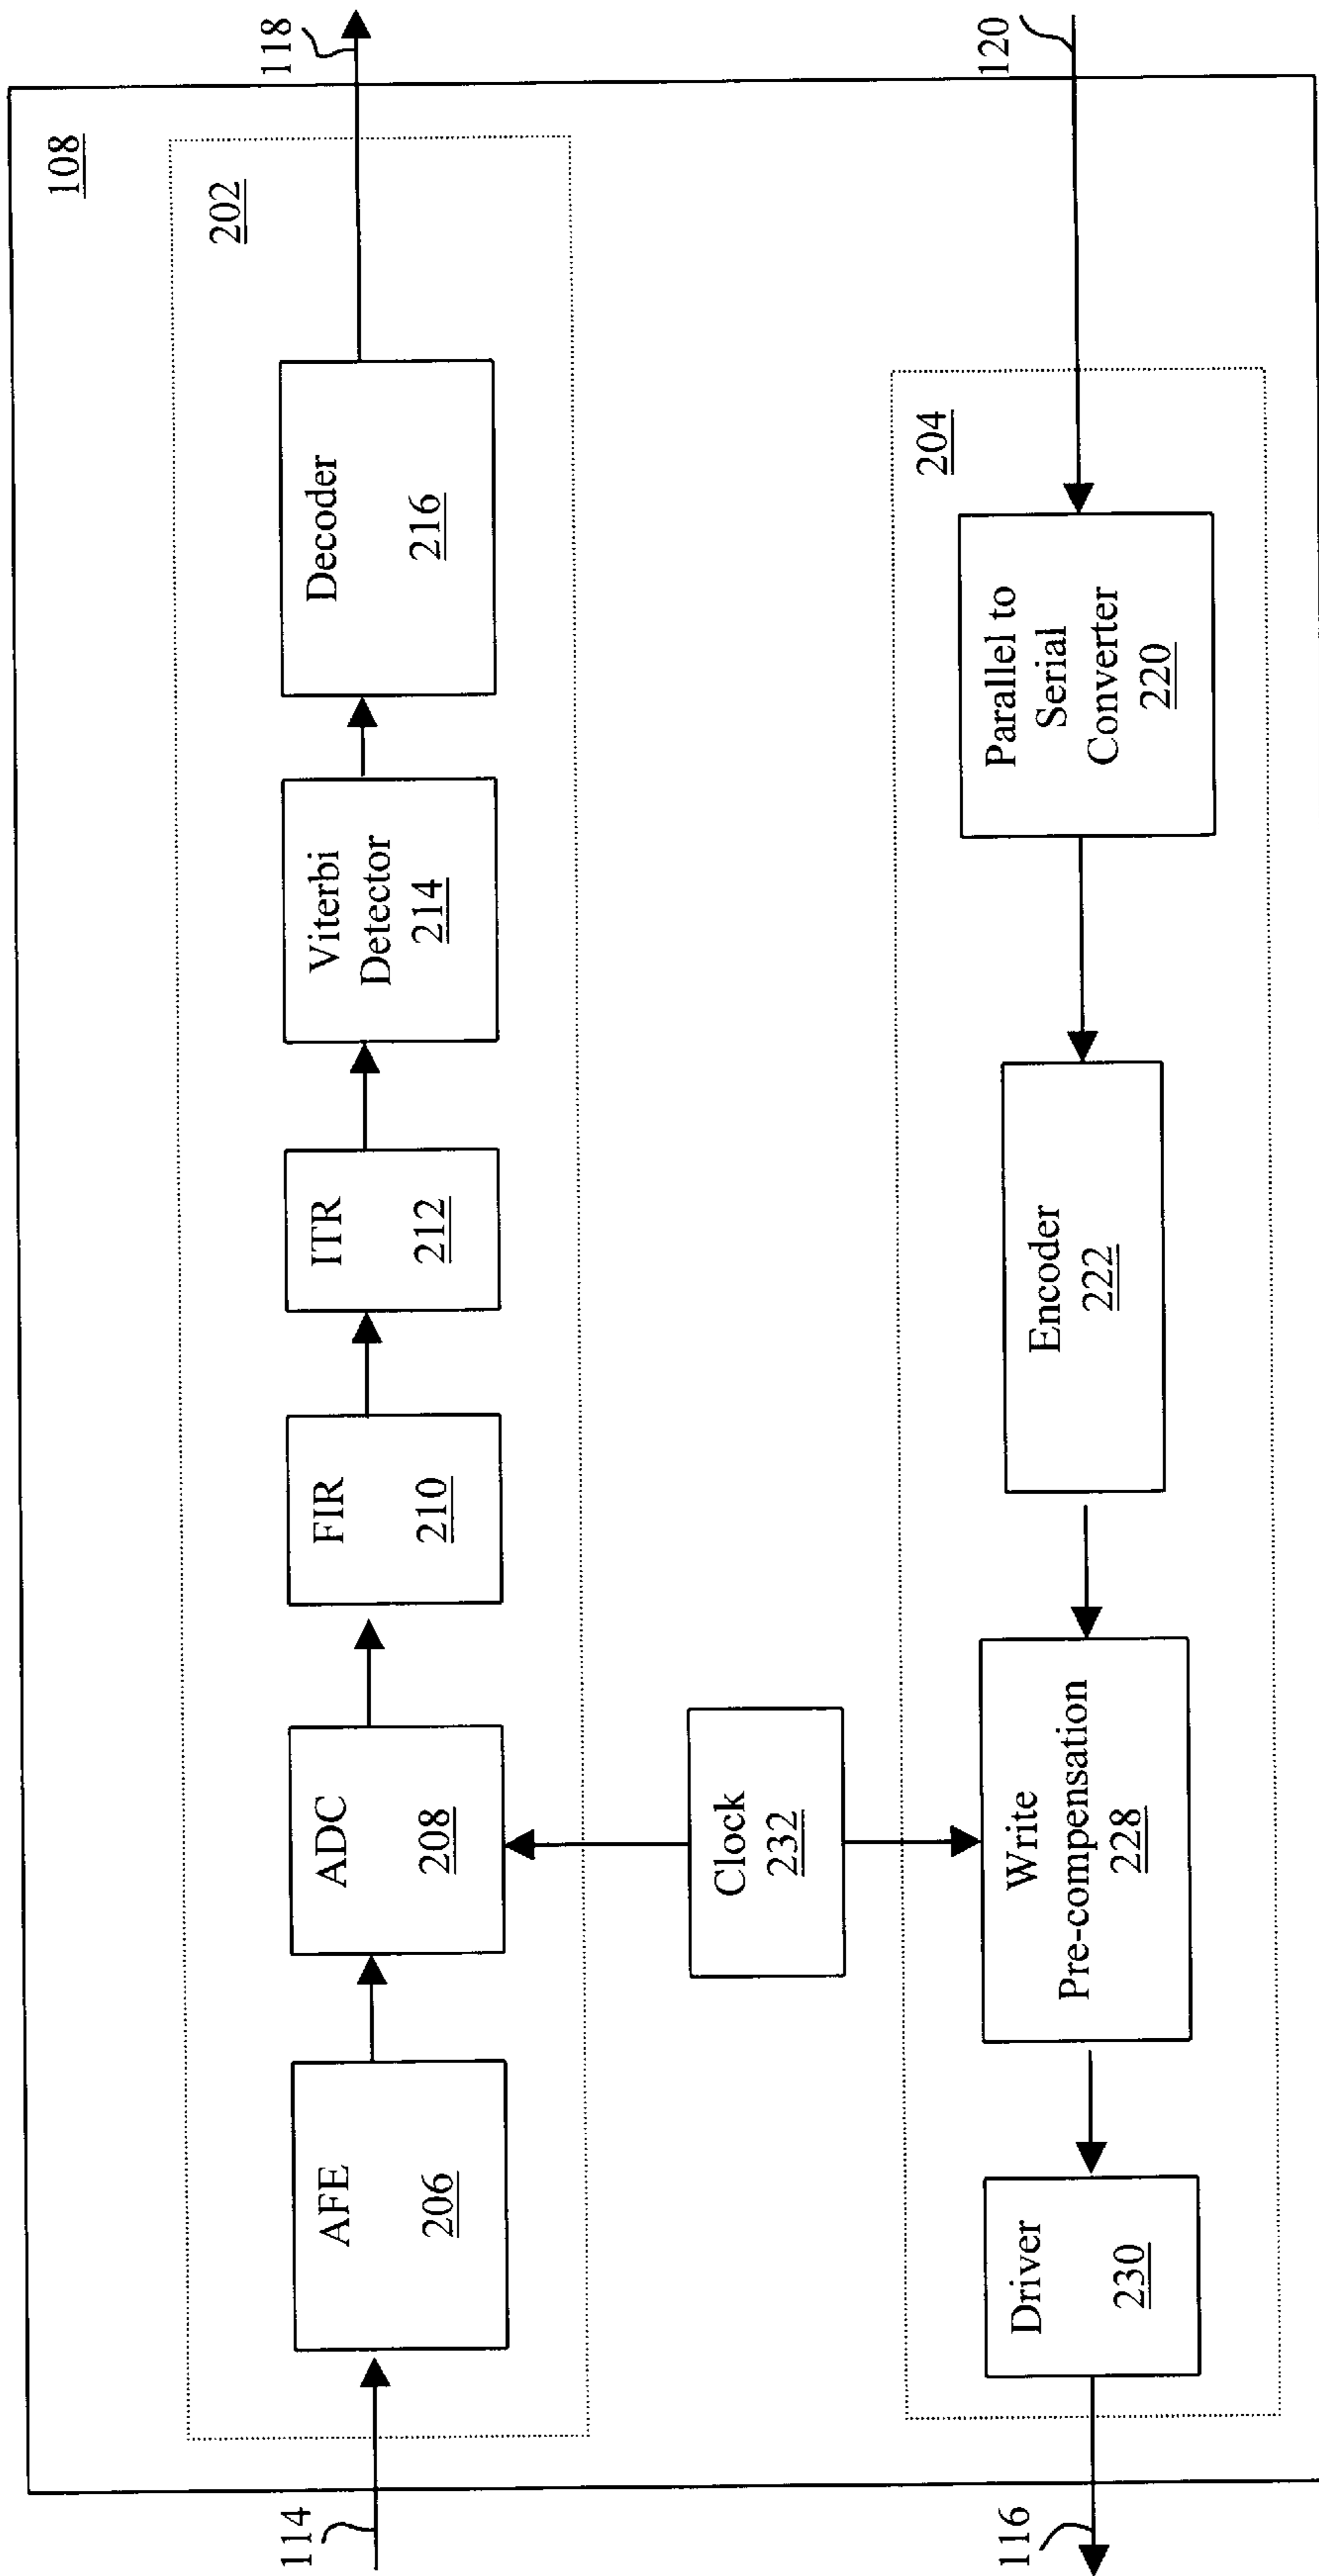 108
202
114
AFE
206
ADC
208
FIR
210
ITR
212
Viterbi
Detector
214
Decoder
216
118
Clock
232
204
116
Driver
230
Write
Pre-compensation
228
Encoder
222
Parallel to
Serial
Converter
220
120